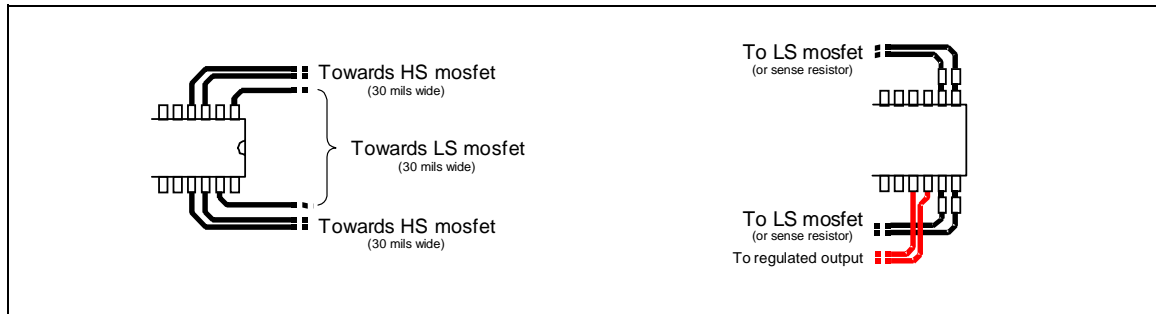 Towards HS mosfet
(30 mils wide)
Towards LS mosfet
(30 mils wide)
Towards HS mosfet
(30 mils wide)
To LS mosfet
(or sense resistor)
To LS mosfet
(or sense resistor)
To regulated output